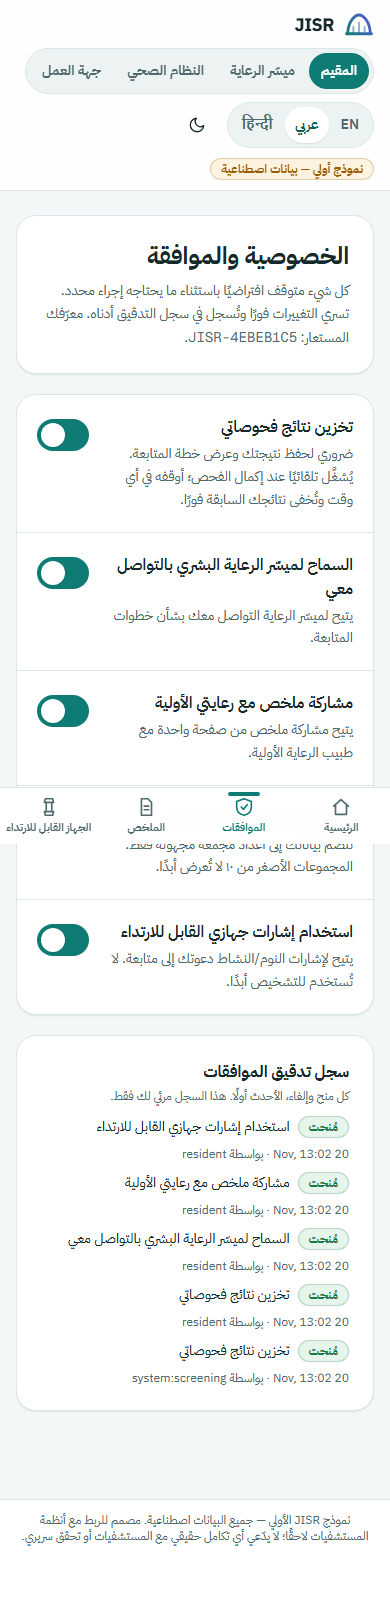 JISR
المقيم
ميسّر الرعاية
النظام الصحي
جهة العمل
EN
عربي
हिन्दी
نموذج أولي — بيانات اصطناعية
الخصوصية والموافقة
كل شيء متوقف افتراضيًا باستثناء ما يحتاجه إجراء محدد.
تسري التغييرات فورًا وتُسجل في سجل التدقيق أدناه. معرّفك
المستعار: JISR-4EBEB1C5.
تخزين نتائج فحوصاتي
ضروري لحفظ نتيجتك وعرض خطة المتابعة.
يُشغَّل تلقائيًا عند إكمال الفحص؛ أوقفه في أي
وقت وتُخفى نتائجك السابقة فورًا.
السماح لميسّر الرعاية البشري بالتواصل
معي
يتيح لميسّر الرعاية التواصل معك بشأن خطوات
المتابعة.
مشاركة ملخص مع رعايتي الأولية
يتيح مشاركة ملخص من صفحة واحدة مع
طبيب الرعاية الأولية.
الرئيسية
الموافقات
الملخص
الجهاز القابل للارتداء
تنضم بياناتك إلى أعداد مجمعة مجهولة فقط.
المجموعات الأصغر من ١٠ لا تُعرض أبدًا.
استخدام إشارات جهازي القابل للارتداء
يتيح لإشارات النوم/النشاط دعوتك إلى متابعة. لا
تُستخدم للتشخيص أبدًا.
سجل تدقيق الموافقات
كل منح وإلغاء، الأحدث أولًا. هذا السجل مرئي لك فقط.
مُنحت استخدام إشارات جهازي القابل للارتداء
20 Nov, 13:02 · بواسطة resident
مُنحت مشاركة ملخص مع رعايتي الأولية
20 Nov, 13:02 · بواسطة resident
مُنحت السماح لميسّر الرعاية البشري بالتواصل معي
20 Nov, 13:02 · بواسطة resident
مُنحت تخزين نتائج فحوصاتي
20 Nov, 13:02 · بواسطة resident
مُنحت تخزين نتائج فحوصاتي
20 Nov, 13:02 · بواسطة system:screening
نموذج JISR الأولي — جميع البيانات اصطناعية. مصمم للربط مع أنظمة
المستشفيات لاحقًا؛ لا يدّعي أي تكامل حقيقي مع المستشفيات أو تحقق سريري.